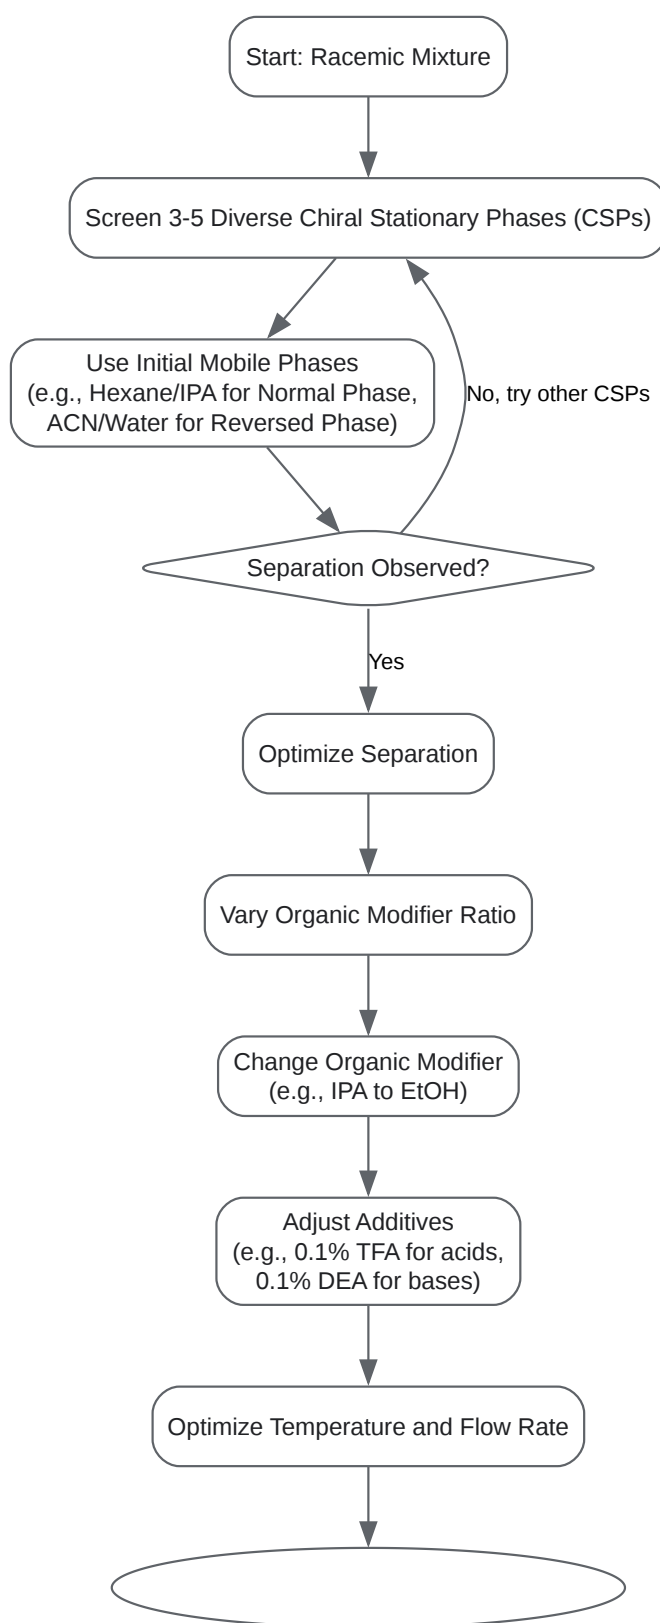 Start: Racemic Mixture
Screen 3-5 Diverse Chiral Stationary Phases (CSPs)
Use Initial Mobile Phases
(e.g., Hexane/IPA for Normal Phase,
ACN/Water for Reversed Phase)
No, try other CSPs
Separation Observed?
Yes
Optimize Separation
Vary Organic Modifier Ratio
Change Organic Modifier
(e.g., IPA to EtOH)
Adjust Additives
(e.g., 0.1% TFA for acids,
0.1% DEA for bases)
Optimize Temperature and Flow Rate